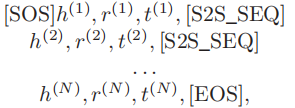 [SOS]h^{(1)}, r^{(1)}, t^{(1)}, [S2S_SEQ]
h^{(2)}, r^{(2)}, t^{(2)}, [S2S_SEQ]
...
h^{(N)}, r^{(N)}, t^{(N)}, [EOS],